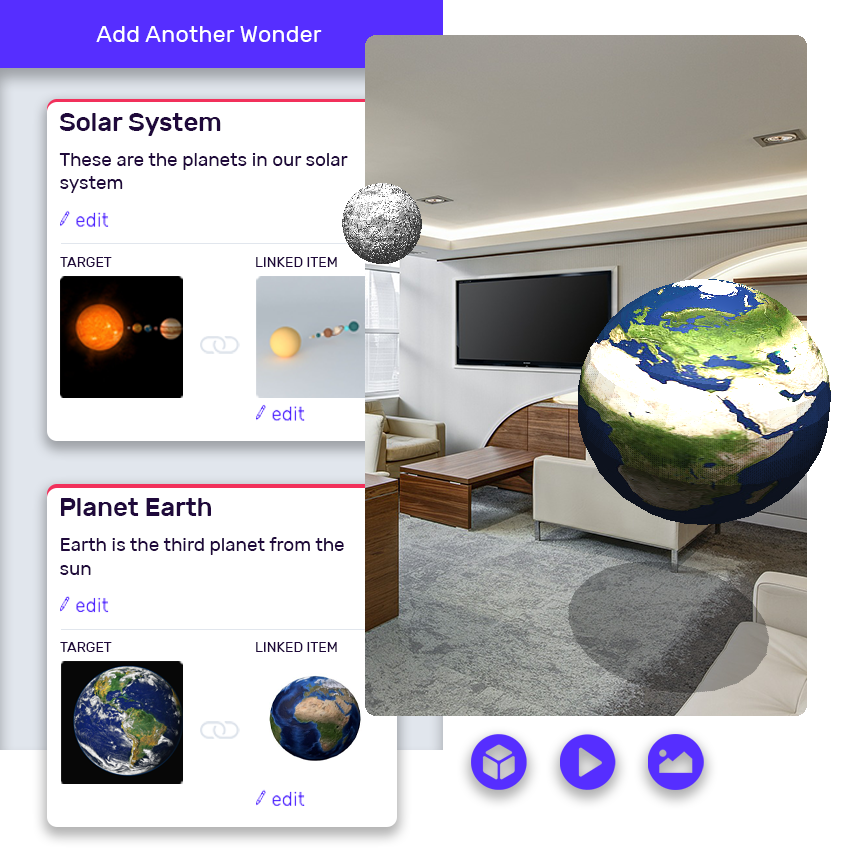 Add Another Wonder
Solar System
These are the planets in our solar
system
edit
TARGET
LINKED ITEM
edit
Planet Earth
Earth is the third planet from the
sun
edit
TARGET
LINKED ITEM
edit